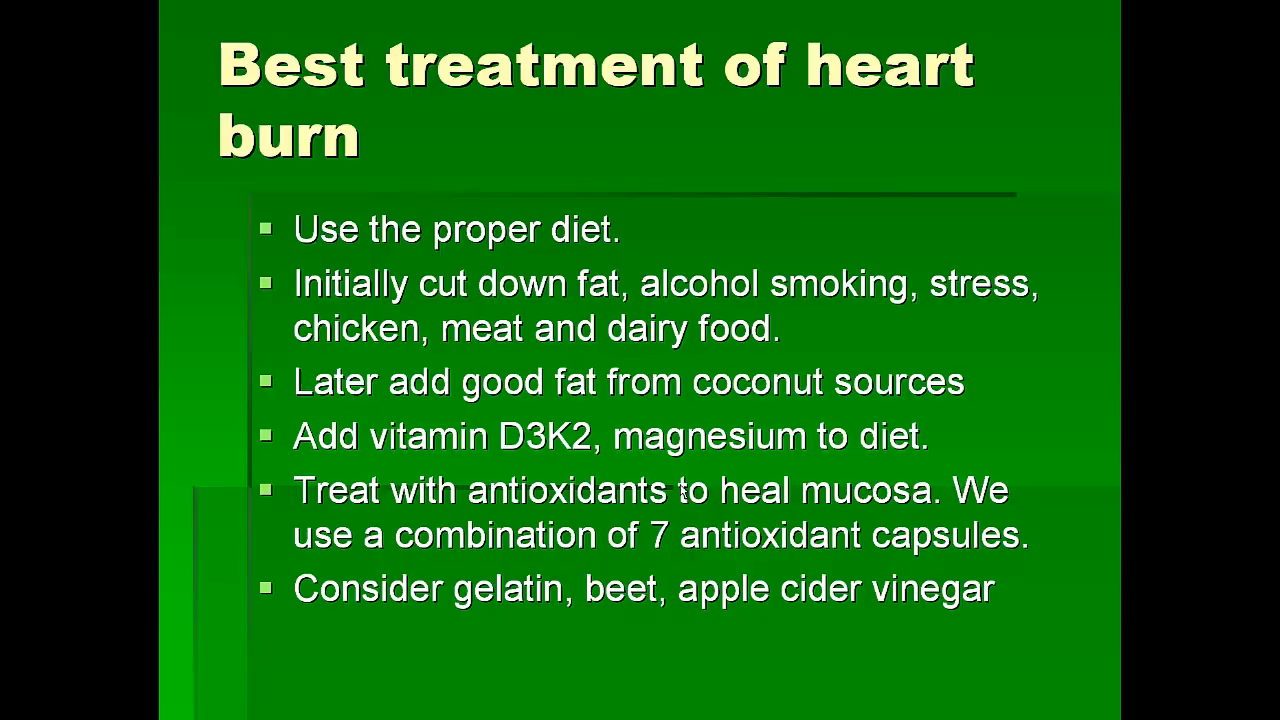 Best treatment of heart
burn
Use the proper diet.
Initially cut down fat, alcohol smoking, stress,
chicken, meat and dairy food.
Later add good fat from coconut sources
Add vitamin D3K2, magnesium to diet.
Treat with antioxidants to heal mucosa. We
use a combination of 7 antioxidant capsules.
Consider gelatin, beet, apple cider vinegar